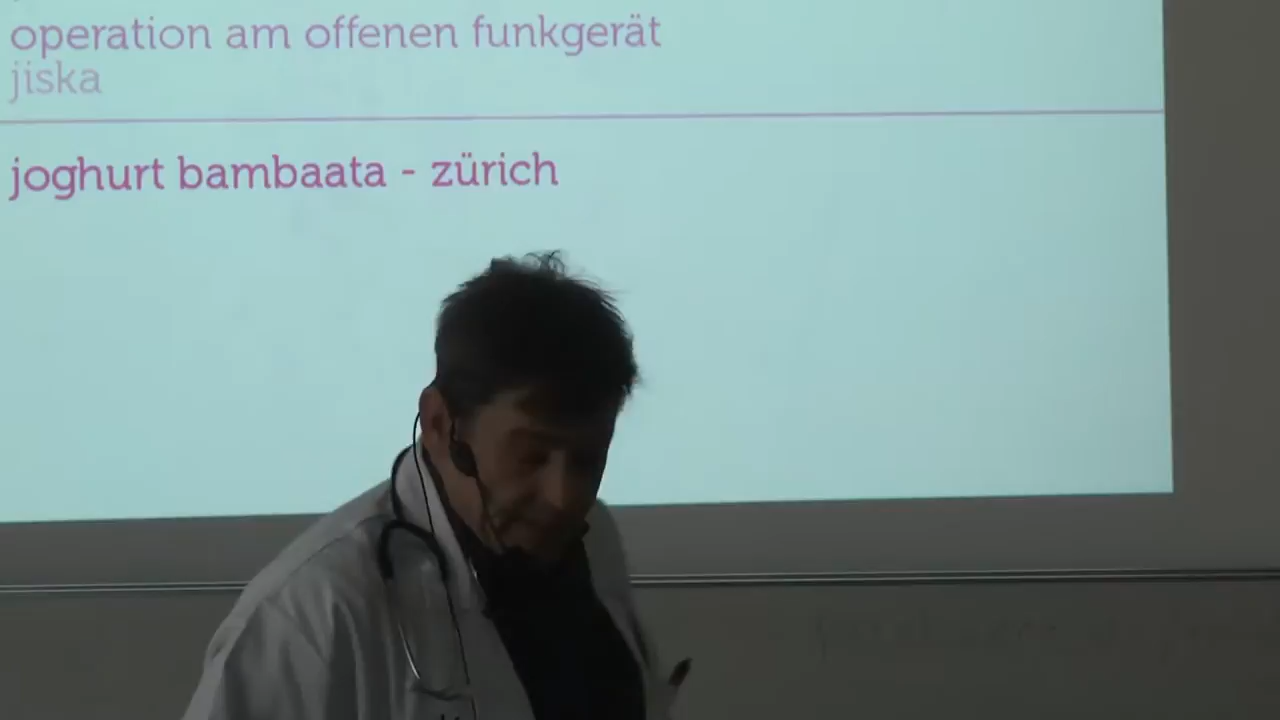 operation am offenen funkgerät
jiska
joghurt bambaata - zürich